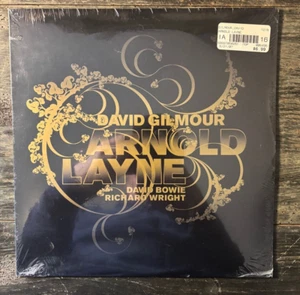 DAVID GILMOUR
ARNOLD
LAYNE
DAVID BOWIE
RICHARD WRIGHT